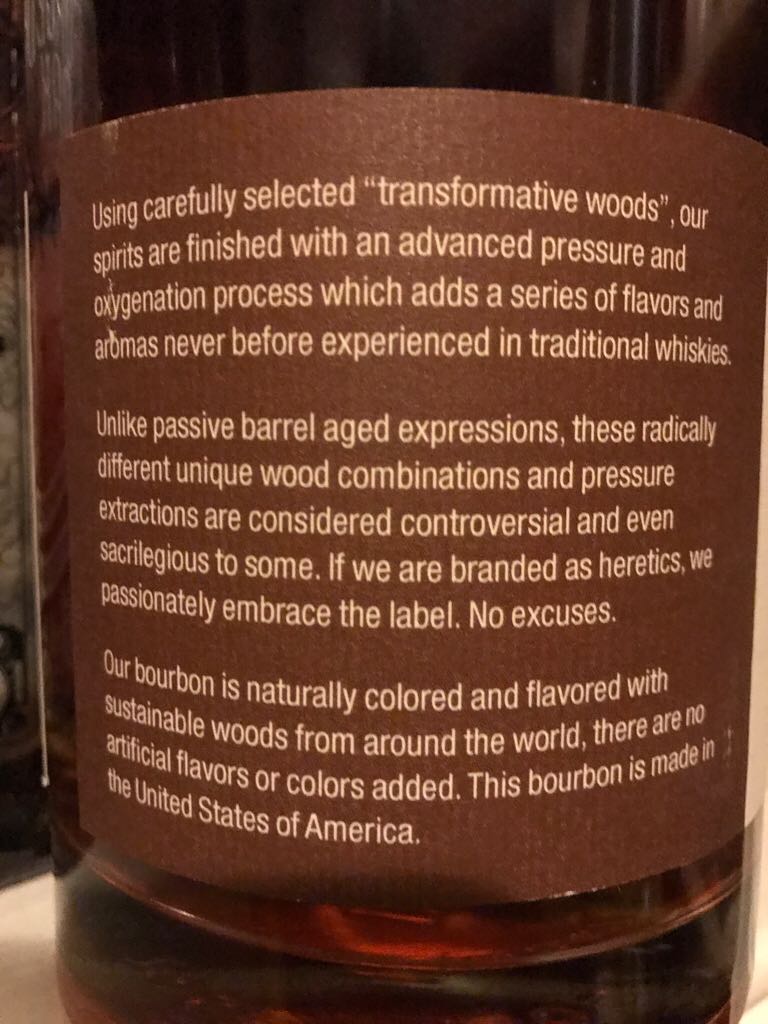 Using carefully selected “transformative woods”, our
spirits are finished with an advanced pressure and
oxygenation process which adds a series of flavors and
aromas never before experienced in traditional whiskies.
Unlike passive barrel aged expressions, these radically
different unique wood combinations and pressure
extractions are considered controversial and even
sacrilegious to some. If we are branded as heretics, we
passionately embrace the label. No excuses.
Our bourbon is naturally colored and flavored with
sustainable woods from around the world, there are no
artificial flavors or colors added. This bourbon is made in
the United States of America.